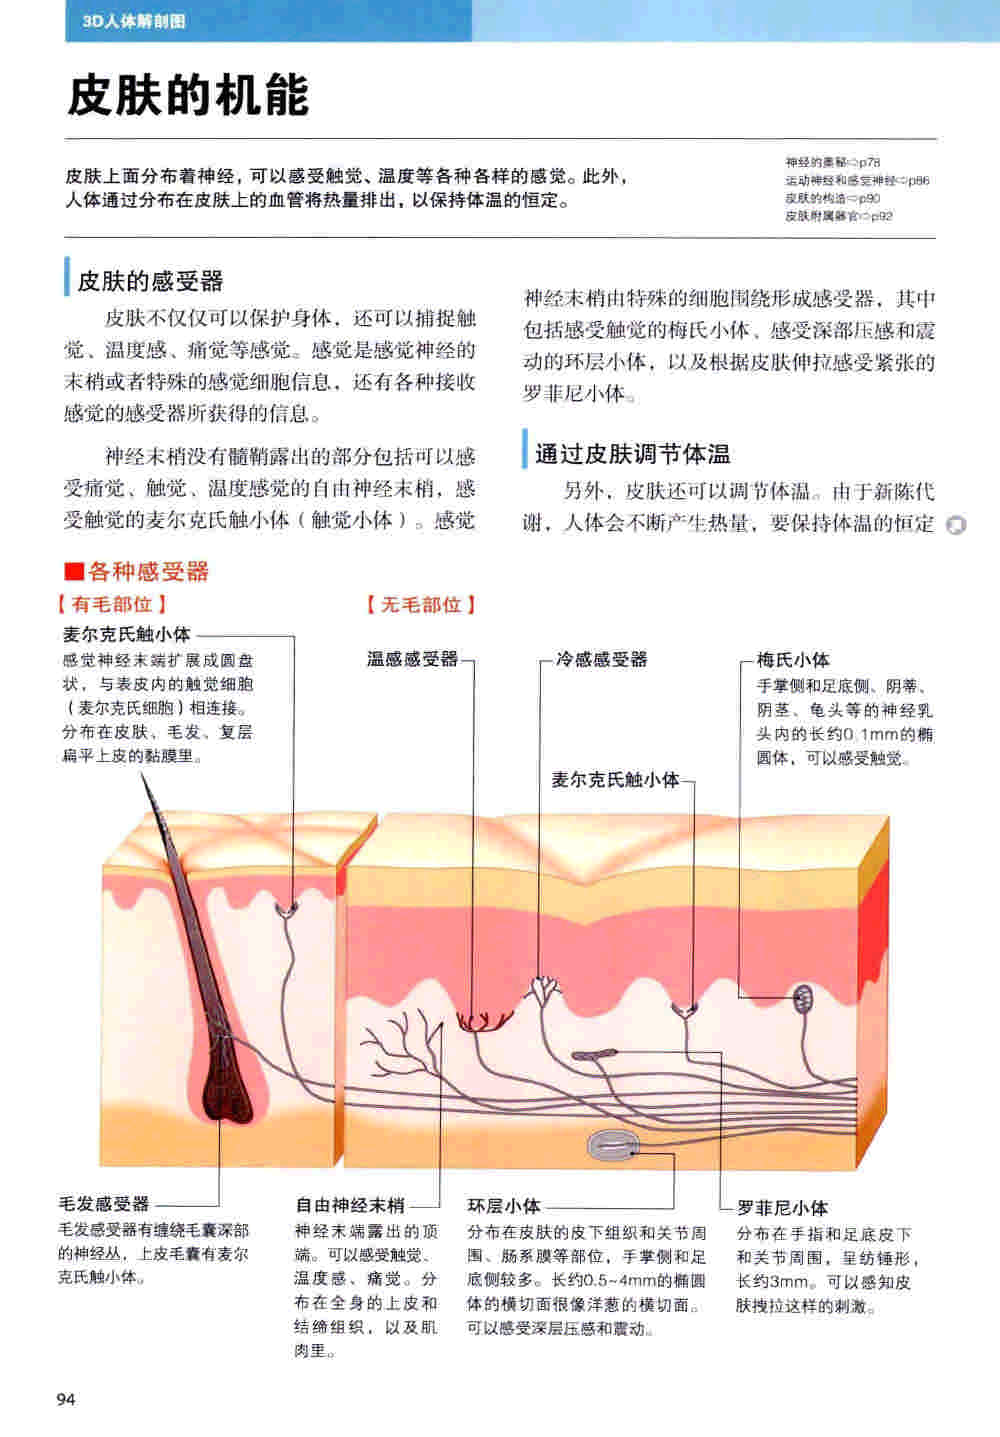 3D人体解剖图
皮肤的机能
皮肤上面分布着神经，可以感受触觉、温度等各种各样的感觉。此外，
人体通过分布在皮肤上的血管将热量排出，以保持体温的恒定。
神经的奥秘⇨p78
运动神经和感觉神经⇨p86
皮肤的构造⇨p90
皮肤附属器官⇨p92
皮肤的感受器
皮肤不仅仅可以保护身体，还可以捕捉触
觉、温度感、痛觉等感觉。感觉是感觉神经的
末梢或者特殊的感觉细胞信息，还有各种接收
感觉的感受器所获得的信息。
神经末梢没有髓鞘露出的部分包括可以感
受痛觉、触觉、温度感觉的自由神经末梢，感
受触觉的麦尔克氏触小体（触觉小体）。感觉
神经末梢由特殊的细胞围绕形成感受器，其中
包括感受触觉的梅氏小体、感受深部压感和震
动的环层小体，以及根据皮肤伸拉感受紧张的
罗菲尼小体。
通过皮肤调节体温
另外，皮肤还可以调节体温。由于新陈代
谢，人体会不断产生热量，要保持体温的恒定
■各种感受器
【有毛部位】
【无毛部位】
麦尔克氏触小体
感觉神经末端扩展成圆盘
状，与表皮内的触觉细胞
（麦尔克氏细胞）相连接。
分布在皮肤、毛发、复层
扁平上皮的黏膜里。
温感感受器
冷感感受器
麦尔克氏触小体
梅氏小体
手掌侧和足底侧、阴蒂、
阴茎、龟头等的神经乳
头内的长约0.1mm的椭
圆体，可以感受触觉。
毛发感受器
毛发感受器有缠绕毛囊深部
的神经丛，上皮毛囊有麦尔
克氏触小体。
自由神经末梢
神经末端露出的顶
端。可以感受触觉、
温度感、痛觉。分
布在全身的上皮和
结缔组织，以及肌
肉里。
环层小体
分布在皮肤的皮下组织和关节周
围、肠系膜等部位，手掌侧和足
底侧较多。长约0.5~4mm的椭圆
体的横切面很像洋葱的横切面。
可以感受深层压感和震动。
罗菲尼小体
分布在手指和足底皮下
和关节周围，呈纺锤形，
长约3mm。可以感知皮
肤拽拉这样的刺激。
94